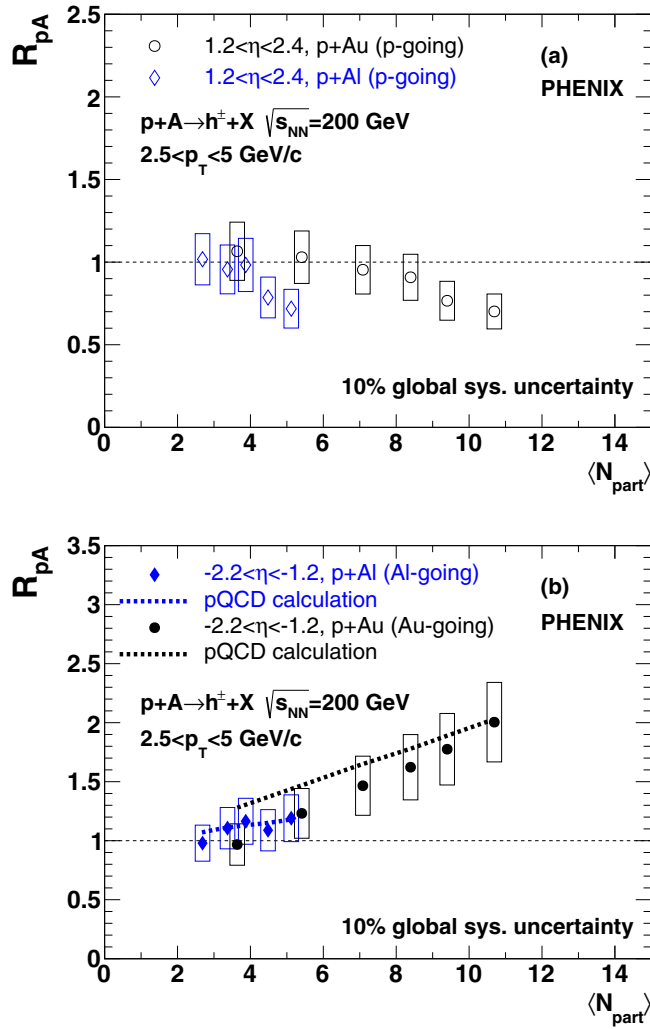 R_pA
2.5
2
1.5
1
0.5
0
1.2<η<2.4, p+Au (p-going)
1.2<η<2.4, p+Al (p-going)
(a)
PHENIX
p+A→h±+X √s_NN=200 GeV
2.5<p_T<5 GeV/c
10% global sys. uncertainty
0 2 4 6 8 10 12 14
⟨N_part⟩
R_pA
3.5
3
2.5
2
1.5
1
0.5
0
-2.2<η<-1.2, p+Al (Al-going)
pQCD calculation
-2.2<η<-1.2, p+Au (Au-going)
pQCD calculation
(b)
PHENIX
p+A→h±+X √s_NN=200 GeV
2.5<p_T<5 GeV/c
10% global sys. uncertainty
0 2 4 6 8 10 12 14
⟨N_part⟩